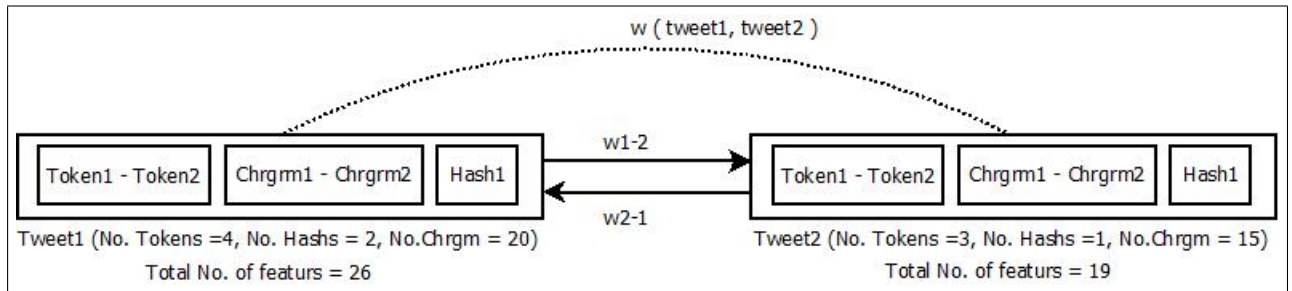 w ( tweet1, tweet2 )
w1-2
Token1 - Token2 Chrgrm1 - Chrgrm2 Hash1 Token1 - Token2 Chrgrm1 - Chrgrm2 Hash1
w2-1
Tweet1 (No. Tokens =4, No. Hashs = 2, No.Chrgm = 20) Tweet2 (No. Tokens =3, No. Hashs =1, No.Chrgm = 15)
Total No. of featurs = 26 Total No. of featurs = 19